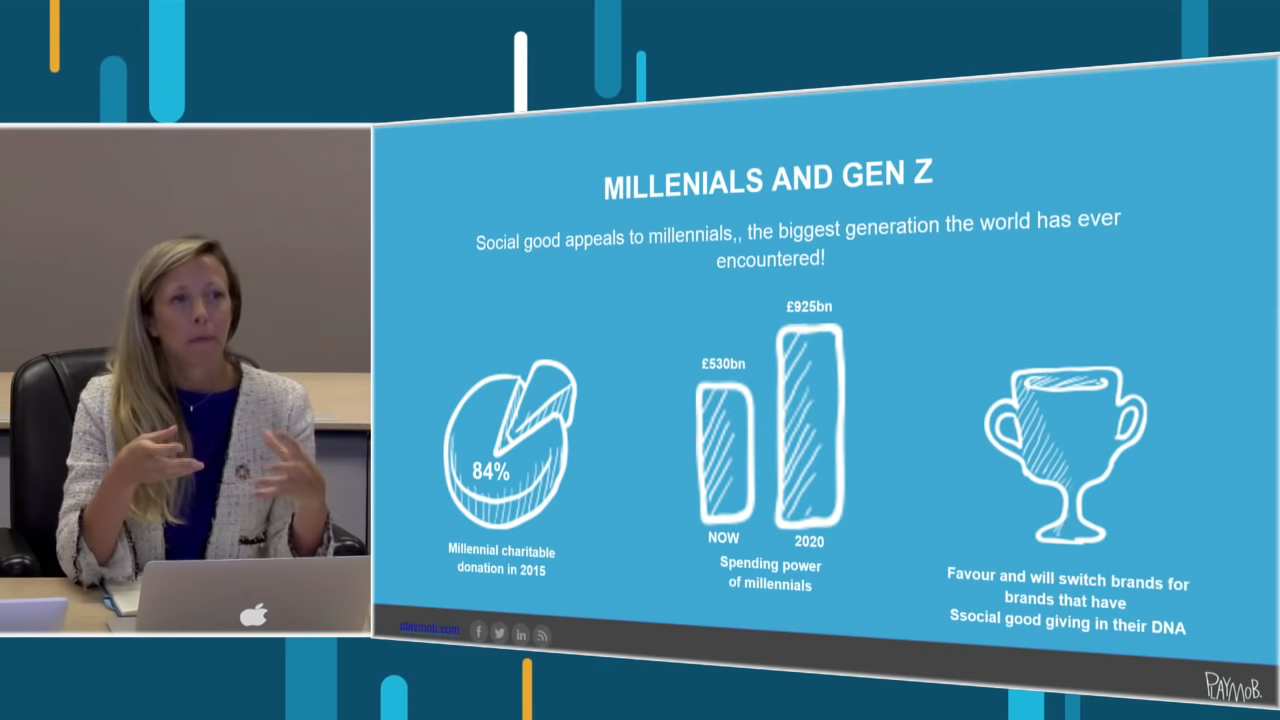 MILLENIALS AND GEN Z
Social good appeals to millennials,, the biggest generation the world has ever
encountered!
84%
Millennial charitable
donation in 2015
£530bn
£925bn
NOW
2020
Spending power
of millennials
Favour and will switch brands for
brands that have
Ssocial good giving in their DNA
playmob.com
PLAYMOB.